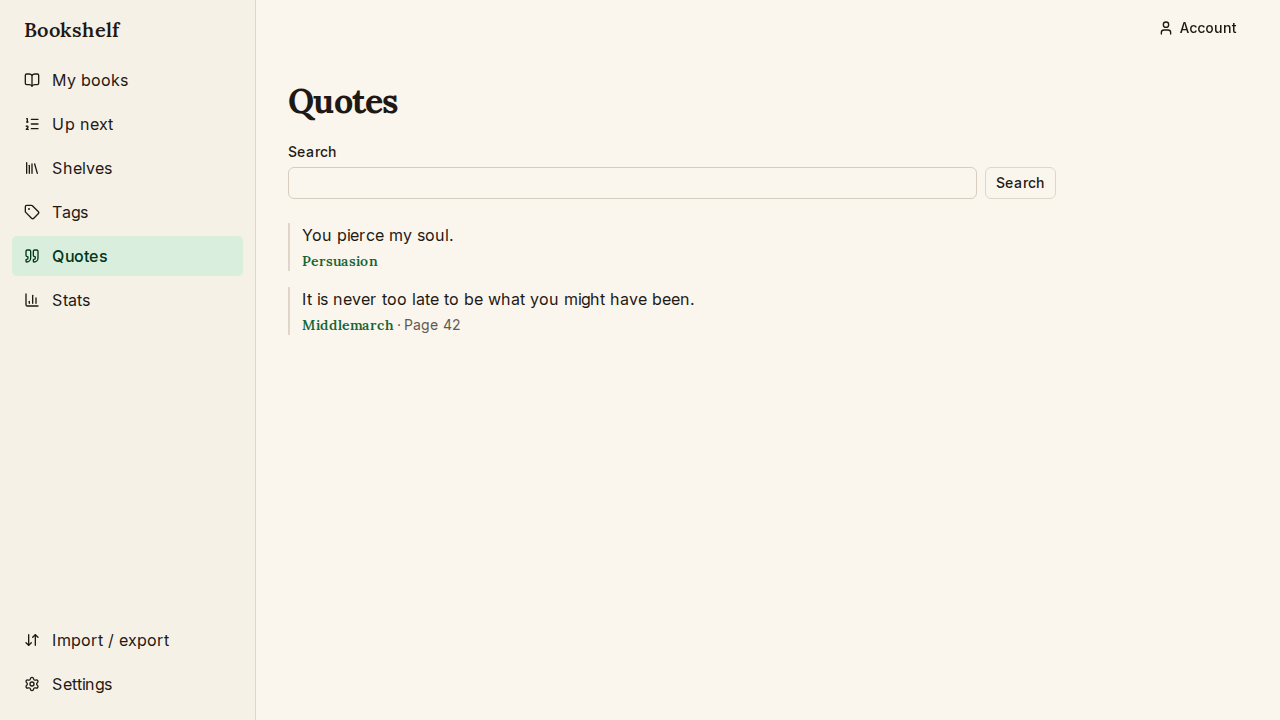 Bookshelf
My books
Up next
Shelves
Tags
Quotes
Stats
Import / export
Settings
Account
Quotes
Search
Search
You pierce my soul.
Persuasion
It is never too late to be what you might have been.
Middlemarch · Page 42